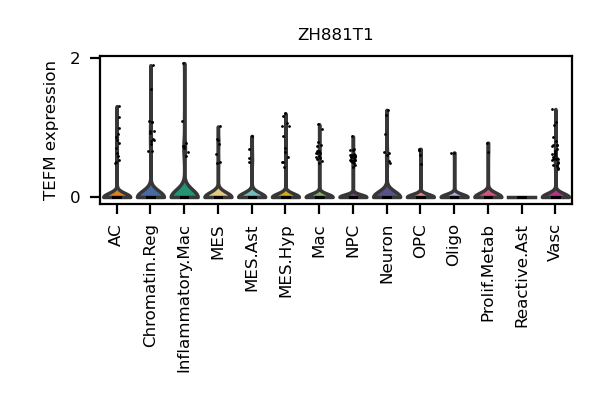 ZH881T1
TEFM expression
2
0
AC
Chromatin.Reg
Inflammatory.Mac
MES
MES.Ast
MES.Hyp
Mac
NPC
Neuron
OPC
Oligo
Prolif.Metab
Reactive.Ast
Vasc